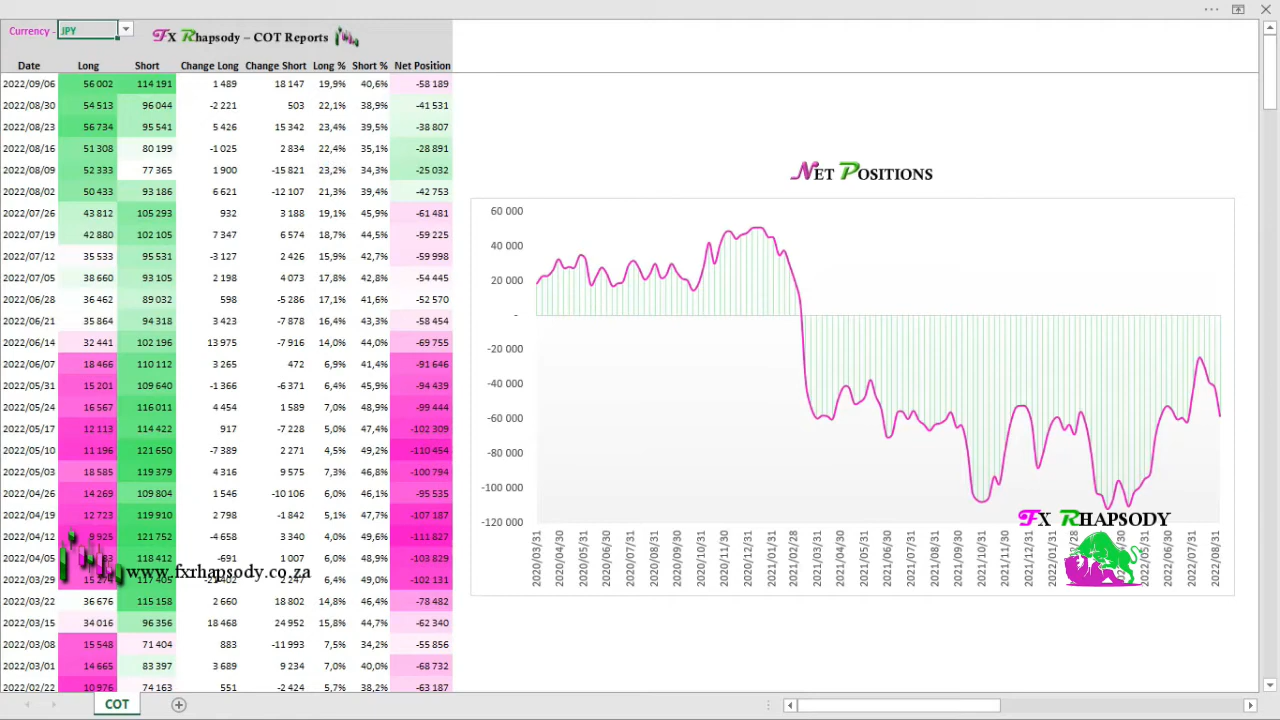 Currency - JPY
Fx Rhapsody – COT Reports
Date Long Short Change Long Change Short Long % Short % Net Position
2022/09/06 56 002 114 191 1 489 18 147 19,9% 40,6% -58 189
2022/08/30 54 513 96 044 -2 221 503 22,1% 38,9% -41 531
2022/08/23 56 734 95 541 5 426 15 342 23,4% 39,5% -38 807
2022/08/16 51 308 80 199 -1 025 2 834 22,4% 35,1% -28 891
2022/08/09 52 333 77 365 1 900 -15 821 23,2% 34,3% -25 032
2022/08/02 50 433 93 186 6 621 -12 107 21,3% 39,4% -42 753
2022/07/26 43 812 105 293 932 3 188 19,1% 45,9% -61 481
2022/07/19 42 880 102 105 7 347 6 574 18,7% 44,5% -59 225
2022/07/12 35 533 95 531 -3 127 2 426 15,9% 42,7% -59 998
2022/07/05 38 660 93 105 2 198 4 073 17,8% 42,8% -54 445
2022/06/28 36 462 89 032 598 -5 286 17,1% 41,6% -52 570
2022/06/21 35 864 94 318 3 423 -7 878 16,4% 43,3% -58 454
2022/06/14 32 441 102 196 13 975 -7 916 14,0% 44,0% -69 755
2022/06/07 18 466 110 112 3 265 472 6,9% 41,4% -91 646
2022/05/31 15 201 109 640 -1 366 -6 371 6,4% 45,9% -94 439
2022/05/24 16 567 116 011 4 454 1 589 7,0% 48,9% -99 444
2022/05/17 12 113 114 422 917 -7 228 5,0% 47,4% -102 309
2022/05/10 11 196 121 650 -7 389 2 271 4,5% 49,2% -110 454
2022/05/03 18 585 119 379 4 316 9 575 7,3% 46,8% -100 794
2022/04/26 14 269 109 804 1 546 -10 106 6,0% 46,1% -95 535
2022/04/19 12 723 119 910 2 798 -1 842 5,1% 47,7% -107 187
2022/04/12 9 925 121 752 -4 658 3 340 4,0% 49,6% -111 827
2022/04/05 118 412 -691 1 007 6,0% 48,9% -103 829
2022/03/29 6,4% 49,0% -102 131
www.fxrhapsody.co.za
2022/03/22 36 676 115 158 2 660 18 802 14,8% 46,4% -78 482
2022/03/15 34 016 96 356 18 468 24 952 15,8% 44,7% -62 340
2022/03/08 15 548 71 404 883 -11 993 7,5% 34,2% -55 856
2022/03/01 14 665 83 397 3 689 9 234 7,0% 40,0% -68 732
2022/02/22 10 976 74 163 551 -2 424 5,7% 38,2% -63 187
COT
Net Positions
60 000
40 000
20 000
-
-20 000
-40 000
-60 000
-80 000
-100 000
-120 000
2020/03/31 2020/04/30 2020/05/31 2020/06/30 2020/07/31 2020/08/31 2020/09/30 2020/10/31 2020/11/30 2020/12/31 2021/01/31 2021/02/28 2021/03/31 2021/04/30 2021/05/31 2021/06/30 2021/07/31 2021/08/31 2021/09/30 2021/10/31 2021/11/30 2021/12/31 2022/05/31 2022/06/30 2022/07/31 2022/08/31
Fx Rhapsody